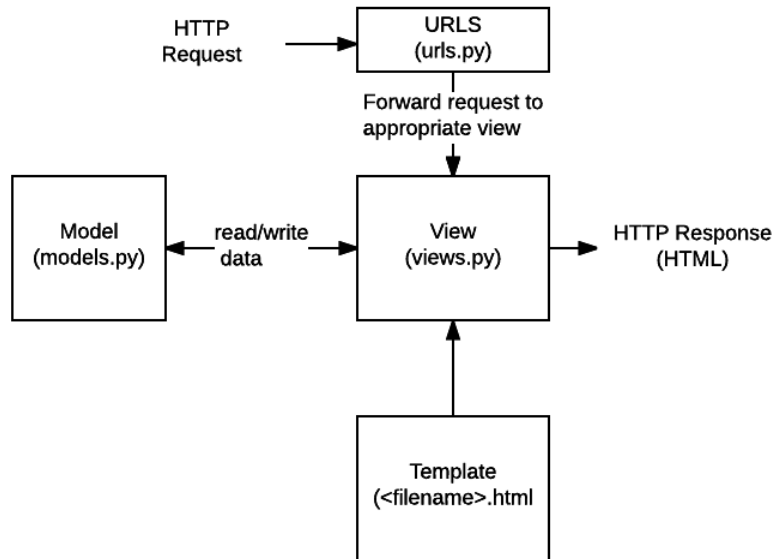 HTTP
Request
URLS
(urls.py)
Forward request to
appropriate view
Model
(models.py)
read/write
data
View
(views.py)
HTTP Response
(HTML)
Template
(<filename>.html